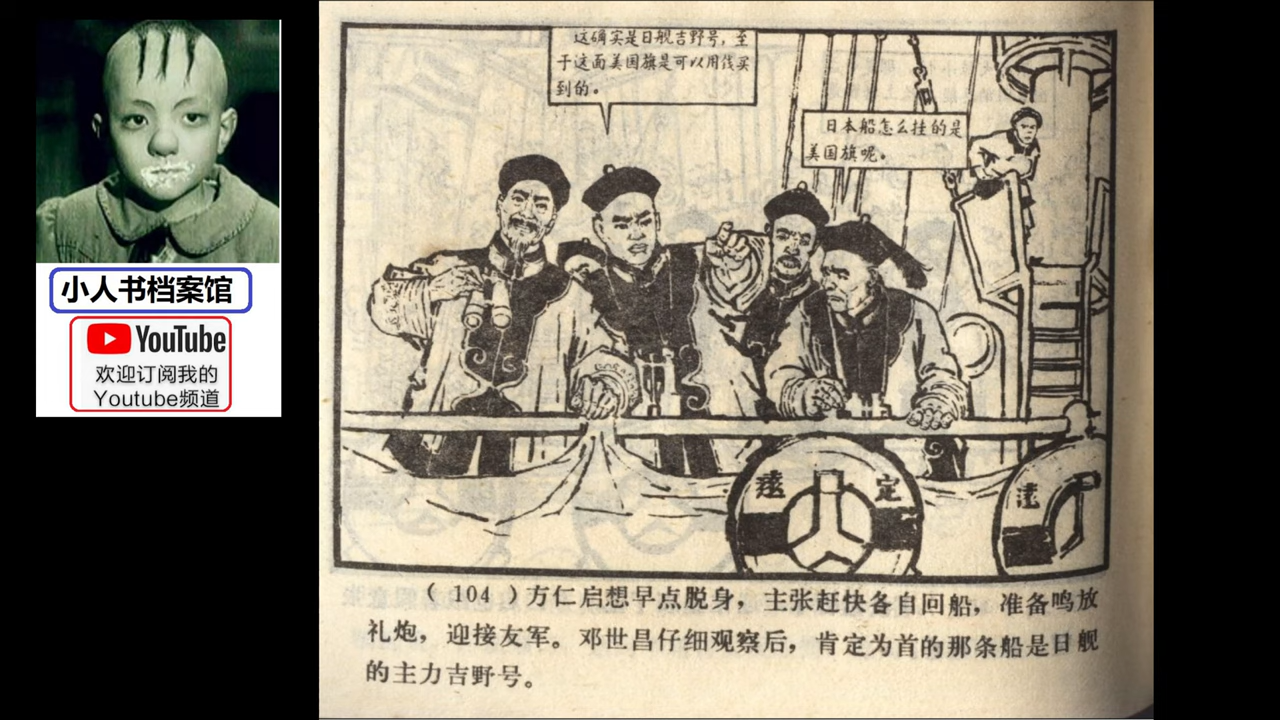 小人书档案馆
YouTube
欢迎订阅我的
Youtube频道
这确实是日舰吉野号,至
于这面美国旗是可以用伐买
到的。
日本船怎么挂的是
美国旗呢。
遠 定
遠
(104)方仁启想早点脱身,主张赶快各自回船,准备鸣放
礼炮,迎接友军。邓世昌仔细观察后,肯定为首的那条船是日舰
的主力吉野号。